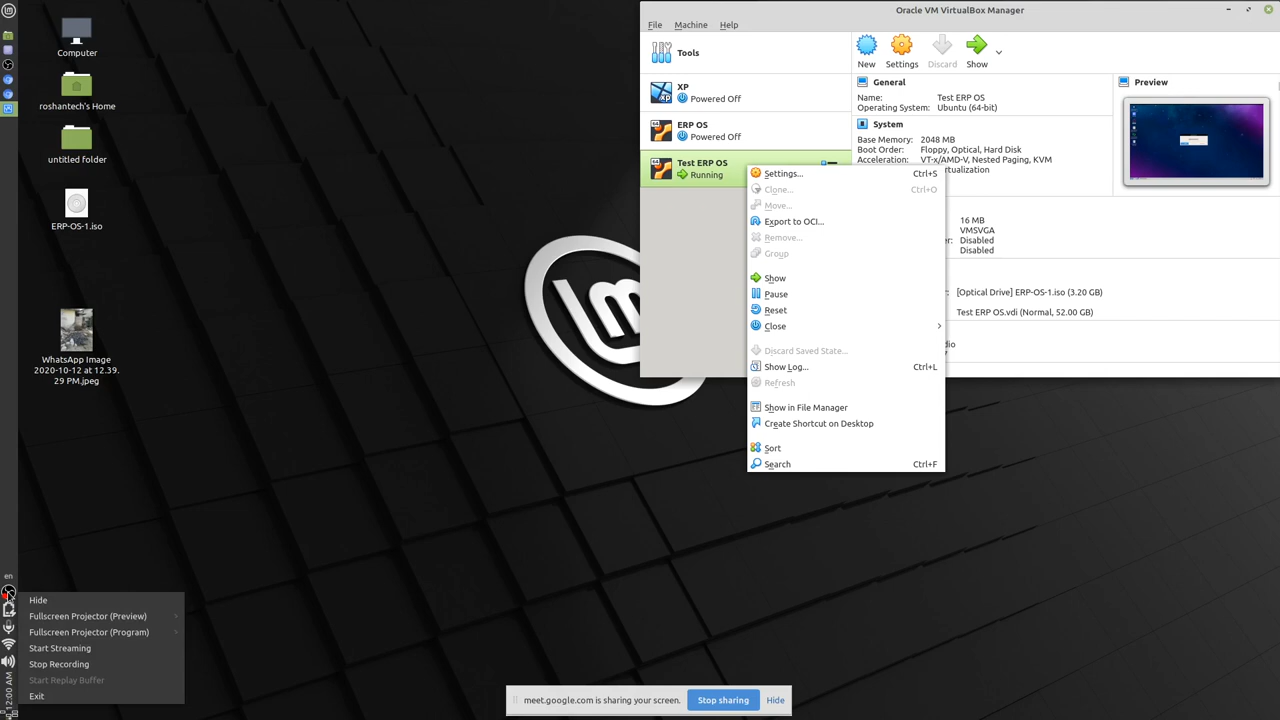 Computer
roshantech's Home
untitled folder
ERP-OS-1.iso
WhatsApp Image
2020-10-12 at 12.39.
29 PM.jpeg
Oracle VM VirtualBox Manager
File Machine Help
Tools
XP
Powered Off
ERP OS
Powered Off
Test ERP OS
Running
New Settings Discard Show
General
Name: Test ERP OS
Operating System: Ubuntu (64-bit)
System
Base Memory: 2048 MB
Boot Order: Floppy, Optical, Hard Disk
Acceleration: VT-x/AMD-V, Nested Paging, KVM
irtualization
16 MB
VMSVGA
er: Disabled
Disabled
r: [Optical Drive] ERP-OS-1.iso (3.20 GB)
Test ERP OS.vdi (Normal, 52.00 GB)
dio
Preview
Settings... Ctrl+S
Clone... Ctrl+O
Move...
Export to OCI...
Remove...
Group
Show
Pause
Reset
Close
Discard Saved State...
Show Log... Ctrl+L
Refresh
Show in File Manager
Create Shortcut on Desktop
Sort
Search Ctrl+F
en
12:00 AM
Hide
Fullscreen Projector (Preview)
Fullscreen Projector (Program)
Start Streaming
Stop Recording
Start Replay Buffer
Exit
meet.google.com is sharing your screen. Stop sharing Hide